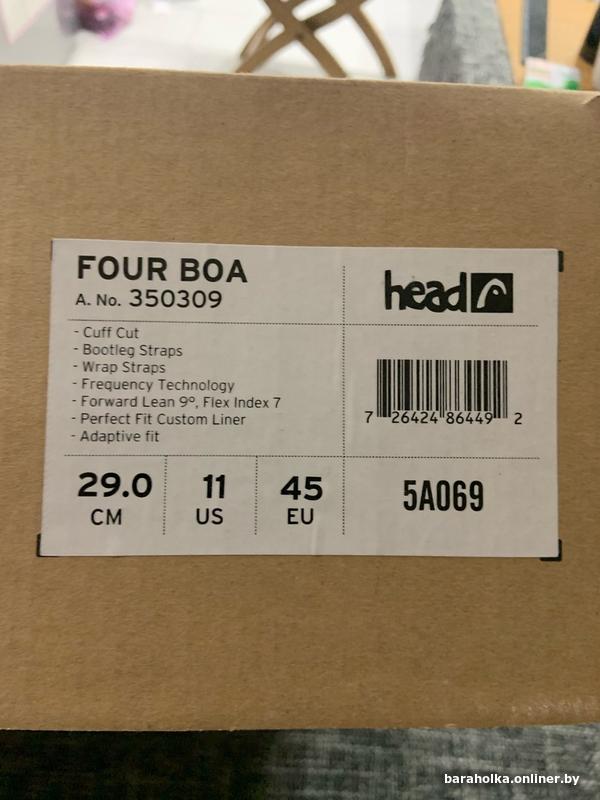 FOUR BOA
A. No. 350309
head
- Cuff Cut
- Bootleg Straps
- Wrap Straps
- Frequency Technology
- Forward Lean 9°, Flex Index 7
- Perfect Fit Custom Liner
- Adaptive fit
7 26424 86449 2
29.0 11 45
CM US EU
5A069
baraholka.onliner.by